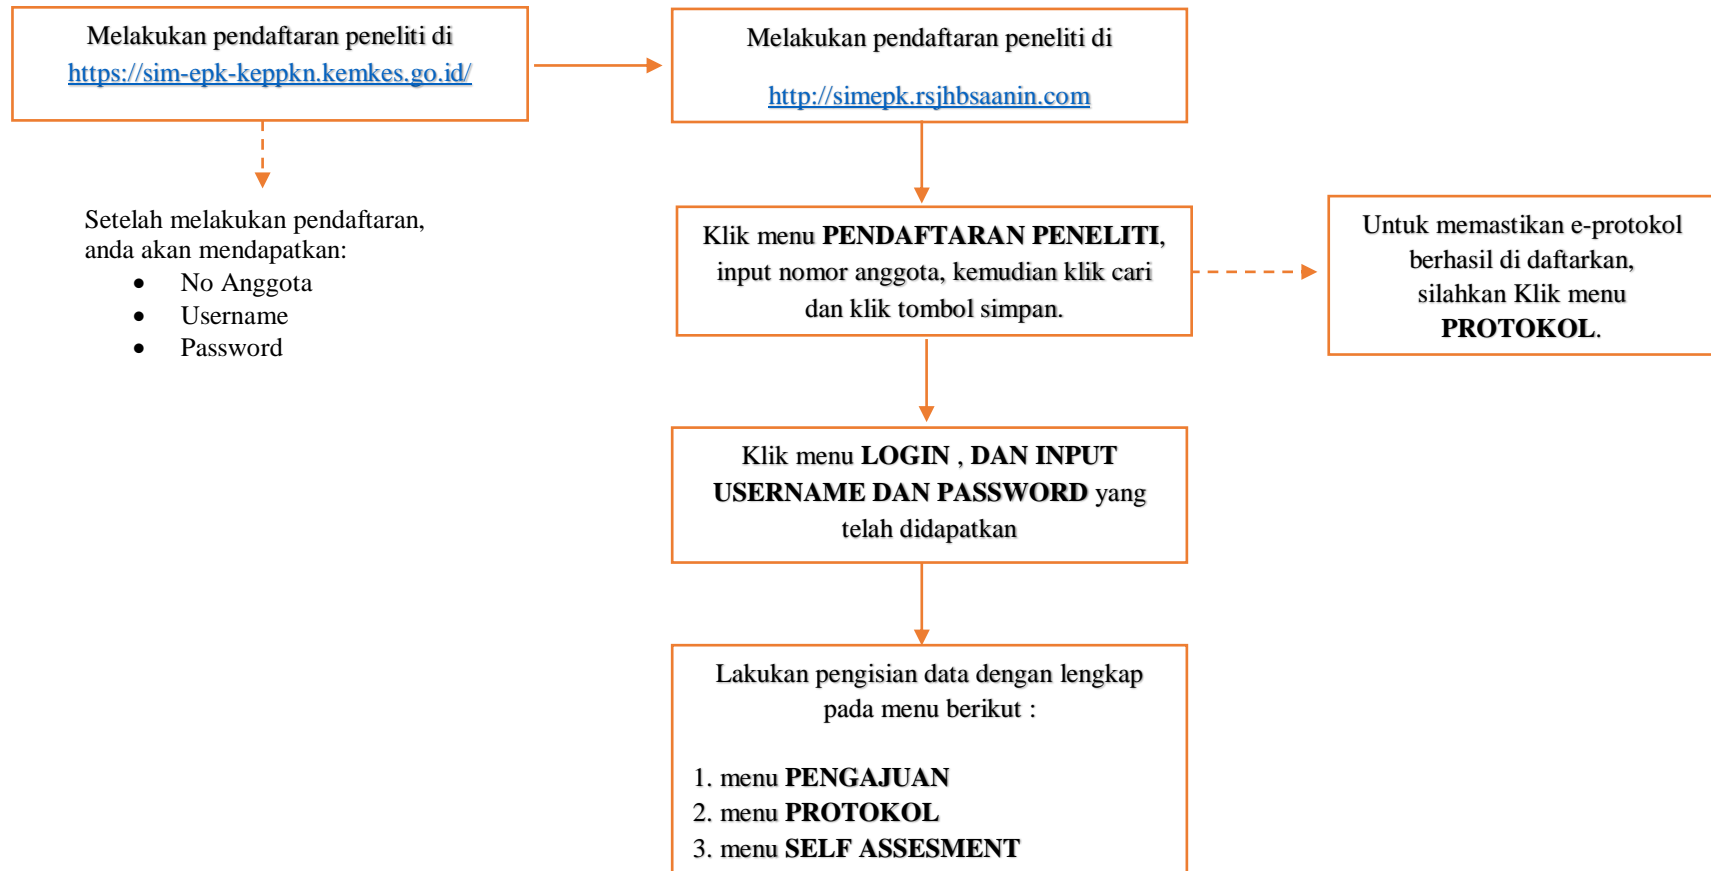 Melakukan pendaftaran peneliti di
https://sim-epk-keppkn.kemkes.go.id/
Melakukan pendaftaran peneliti di
http://simepk.rsjhbsaanin.com
Setelah melakukan pendaftaran,
anda akan mendapatkan:
• No Anggota
• Username
• Password
Klik menu PENDAFTARAN PENELITI,
input nomor anggota, kemudian klik cari
dan klik tombol simpan.
Untuk memastikan e-protokol
berhasil di daftarkan,
silahkan Klik menu
PROTOKOL.
Klik menu LOGIN , DAN INPUT
USERNAME DAN PASSWORD yang
telah didapatkan
Lakukan pengisian data dengan lengkap
pada menu berikut :
1. menu PENGAJUAN
2. menu PROTOKOL
3. menu SELF ASSESMENT